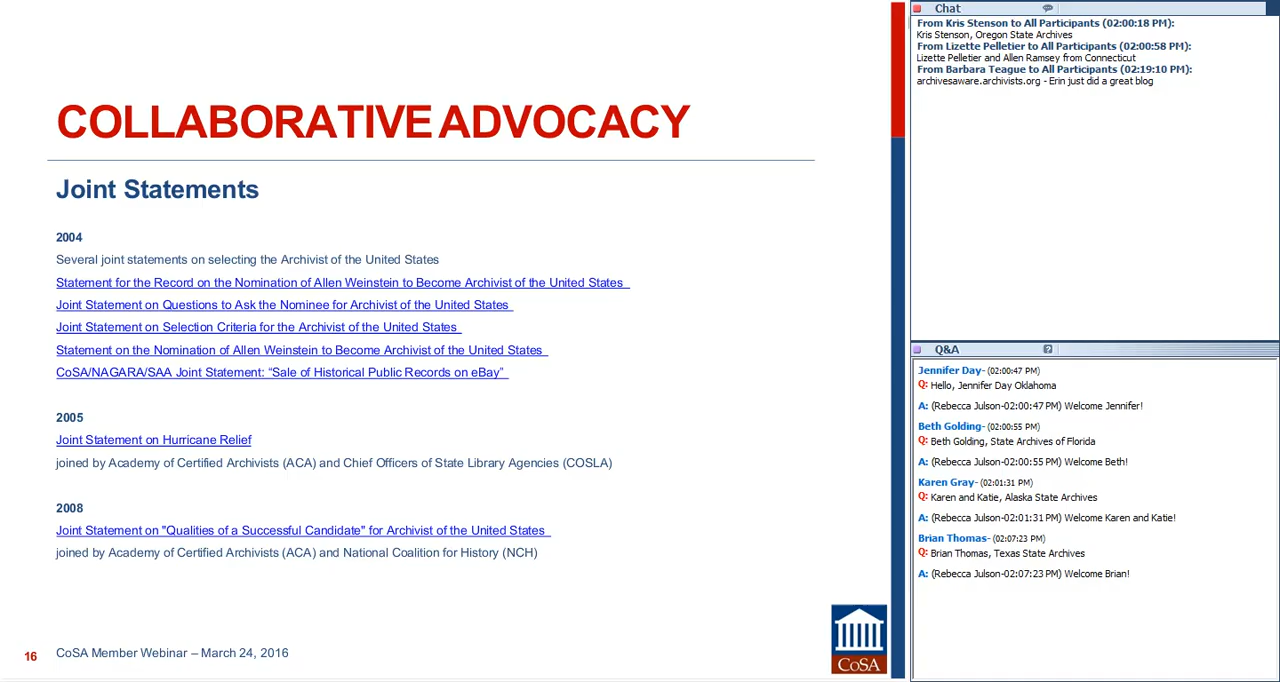 COLLABORATIVE ADVOCACY
Joint Statements
2004
Several joint statements on selecting the Archivist of the United States
Statement for the Record on the Nomination of Allen Weinstein to Become Archivist of the United States
Joint Statement on Questions to Ask the Nominee for Archivist of the United States
Joint Statement on Selection Criteria for the Archivist of the United States
Statement on the Nomination of Allen Weinstein to Become Archivist of the United States
CoSA/NAGARA/SAA Joint Statement: “Sale of Historical Public Records on eBay”
2005
Joint Statement on Hurricane Relief
joined by Academy of Certified Archivists (ACA) and Chief Officers of State Library Agencies (COSLA)
2008
Joint Statement on "Qualities of a Successful Candidate" for Archivist of the United States
joined by Academy of Certified Archivists (ACA) and National Coalition for History (NCH)
16 CoSA Member Webinar – March 24, 2016
CoSA
Chat
From Kris Stenson to All Participants (02:00:18 PM):
Kris Stenson, Oregon State Archives
From Lizette Pelletier to All Participants (02:00:58 PM):
Lizette Pelletier and Allen Ramsey from Connecticut
From Barbara Teague to All Participants (02:19:10 PM):
archivesaware.archivists.org - Erin just did a great blog
Q&A
Jennifer Day- (02:00:47 PM)
Q: Hello, Jennifer Day Oklahoma
A: (Rebecca Julson-02:00:47 PM) Welcome Jennifer!
Beth Golding- (02:00:55 PM)
Q: Beth Golding, State Archives of Florida
A: (Rebecca Julson-02:00:55 PM) Welcome Beth!
Karen Gray- (02:01:31 PM)
Q: Karen and Katie, Alaska State Archives
A: (Rebecca Julson-02:01:31 PM) Welcome Karen and Katie!
Brian Thomas- (02:07:23 PM)
Q: Brian Thomas, Texas State Archives
A: (Rebecca Julson-02:07:23 PM) Welcome Brian!